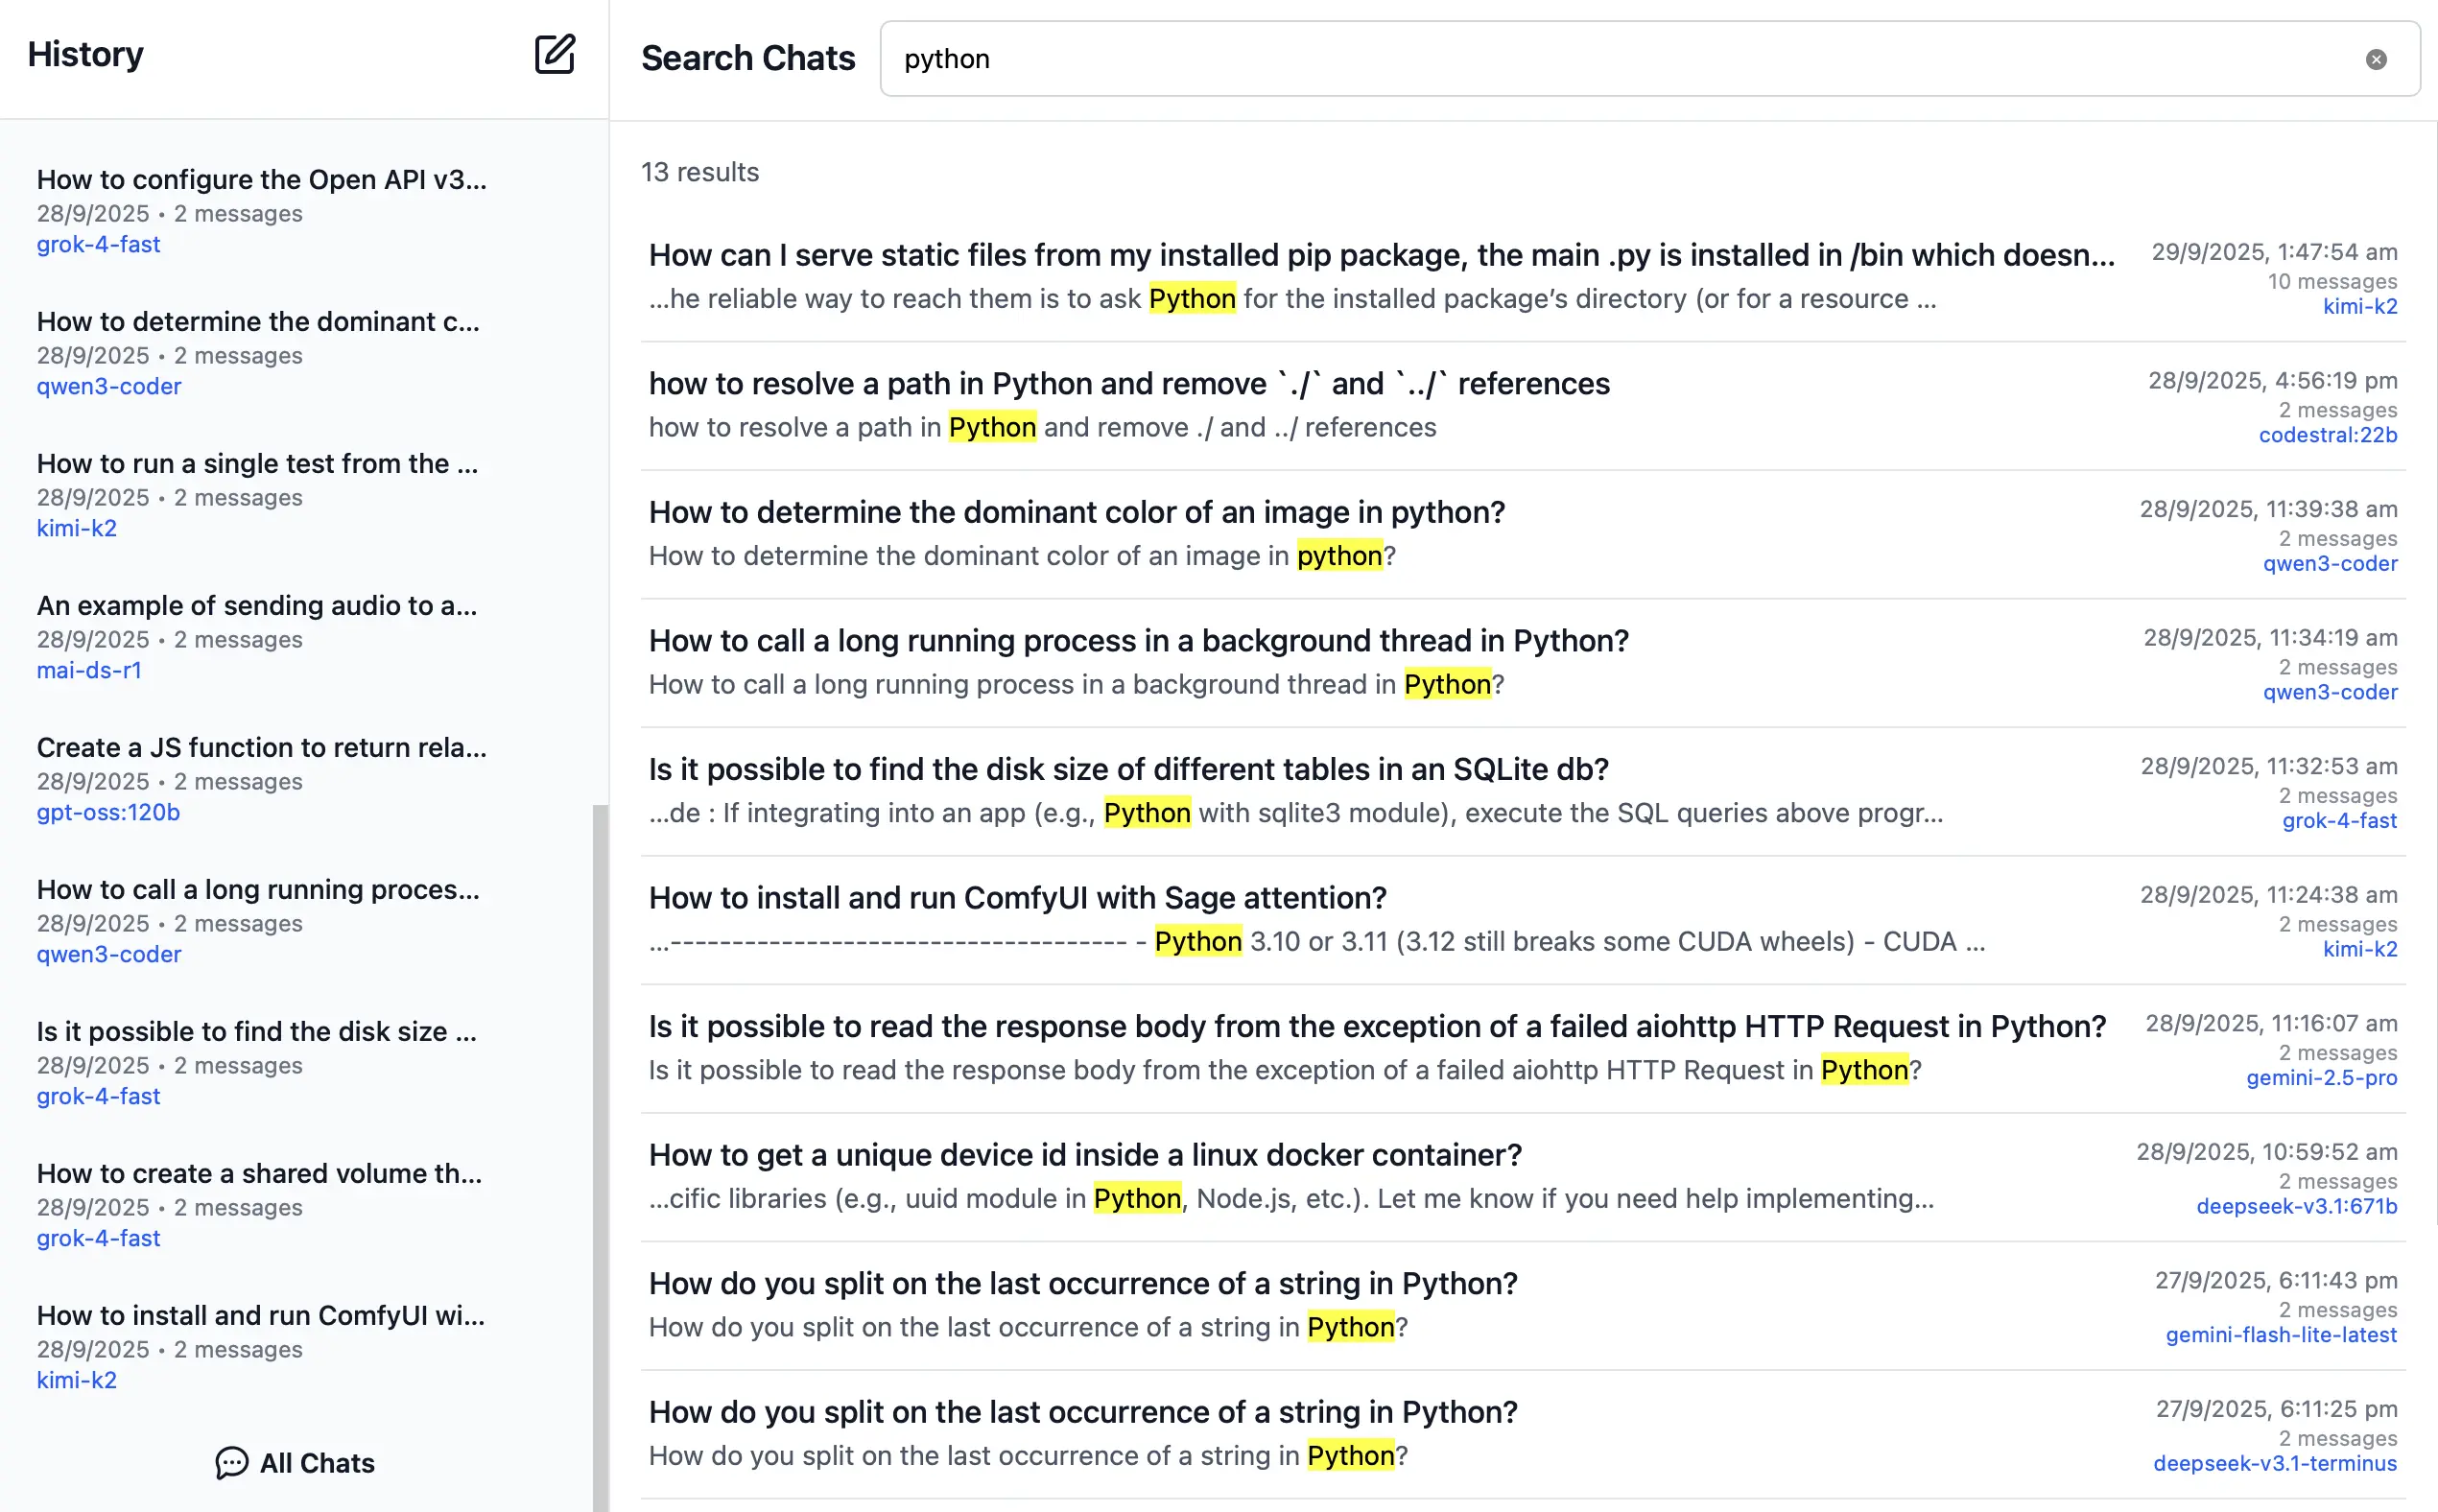 History
How to configure the Open API v3...
28/9/2025 • 2 messages
grok-4-fast
How to determine the dominant c...
28/9/2025 • 2 messages
qwen3-coder
How to run a single test from the ...
28/9/2025 • 2 messages
kimi-k2
An example of sending audio to a...
28/9/2025 • 2 messages
mai-ds-r1
Create a JS function to return rela...
28/9/2025 • 2 messages
gpt-oss:120b
How to call a long running proces...
28/9/2025 • 2 messages
qwen3-coder
Is it possible to find the disk size ...
28/9/2025 • 2 messages
grok-4-fast
How to create a shared volume th...
28/9/2025 • 2 messages
grok-4-fast
How to install and run ComfyUI wi...
28/9/2025 • 2 messages
kimi-k2
All Chats
Search Chats
python
13 results
How can I serve static files from my installed pip package, the main .py is installed in /bin which doesn...
29/9/2025, 1:47:54 am
...he reliable way to reach them is to ask Python for the installed package’s directory (or for a resource ...
10 messages
kimi-k2
how to resolve a path in Python and remove `./` and `../` references
28/9/2025, 4:56:19 pm
how to resolve a path in Python and remove ./ and ../ references
2 messages
codestral:22b
How to determine the dominant color of an image in python?
28/9/2025, 11:39:38 am
How to determine the dominant color of an image in python?
2 messages
qwen3-coder
How to call a long running process in a background thread in Python?
28/9/2025, 11:34:19 am
How to call a long running process in a background thread in Python?
2 messages
qwen3-coder
Is it possible to find the disk size of different tables in an SQLite db?
28/9/2025, 11:32:53 am
...de : If integrating into an app (e.g., Python with sqlite3 module), execute the SQL queries above progr...
2 messages
grok-4-fast
How to install and run ComfyUI with Sage attention?
28/9/2025, 11:24:38 am
...------------------------------------- - Python 3.10 or 3.11 (3.12 still breaks some CUDA wheels) - CUDA ...
2 messages
kimi-k2
Is it possible to read the response body from the exception of a failed aiohttp HTTP Request in Python?
28/9/2025, 11:16:07 am
Is it possible to read the response body from the exception of a failed aiohttp HTTP Request in Python?
2 messages
gemini-2.5-pro
How to get a unique device id inside a linux docker container?
28/9/2025, 10:59:52 am
...cific libraries (e.g., uuid module in Python, Node.js, etc.). Let me know if you need help implementing...
2 messages
deepseek-v3.1:671b
How do you split on the last occurrence of a string in Python?
27/9/2025, 6:11:43 pm
How do you split on the last occurrence of a string in Python?
2 messages
gemini-flash-lite-latest
How do you split on the last occurrence of a string in Python?
27/9/2025, 6:11:25 pm
How do you split on the last occurrence of a string in Python?
2 messages
deepseek-v3.1-terminus